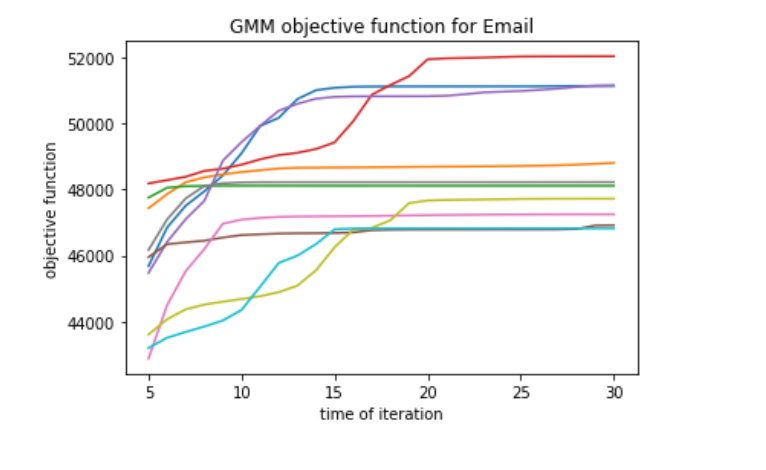 GMM objective function for Email
52000
50000
48000
46000
44000
objective function
5 10 15 20 25 30
time of iteration